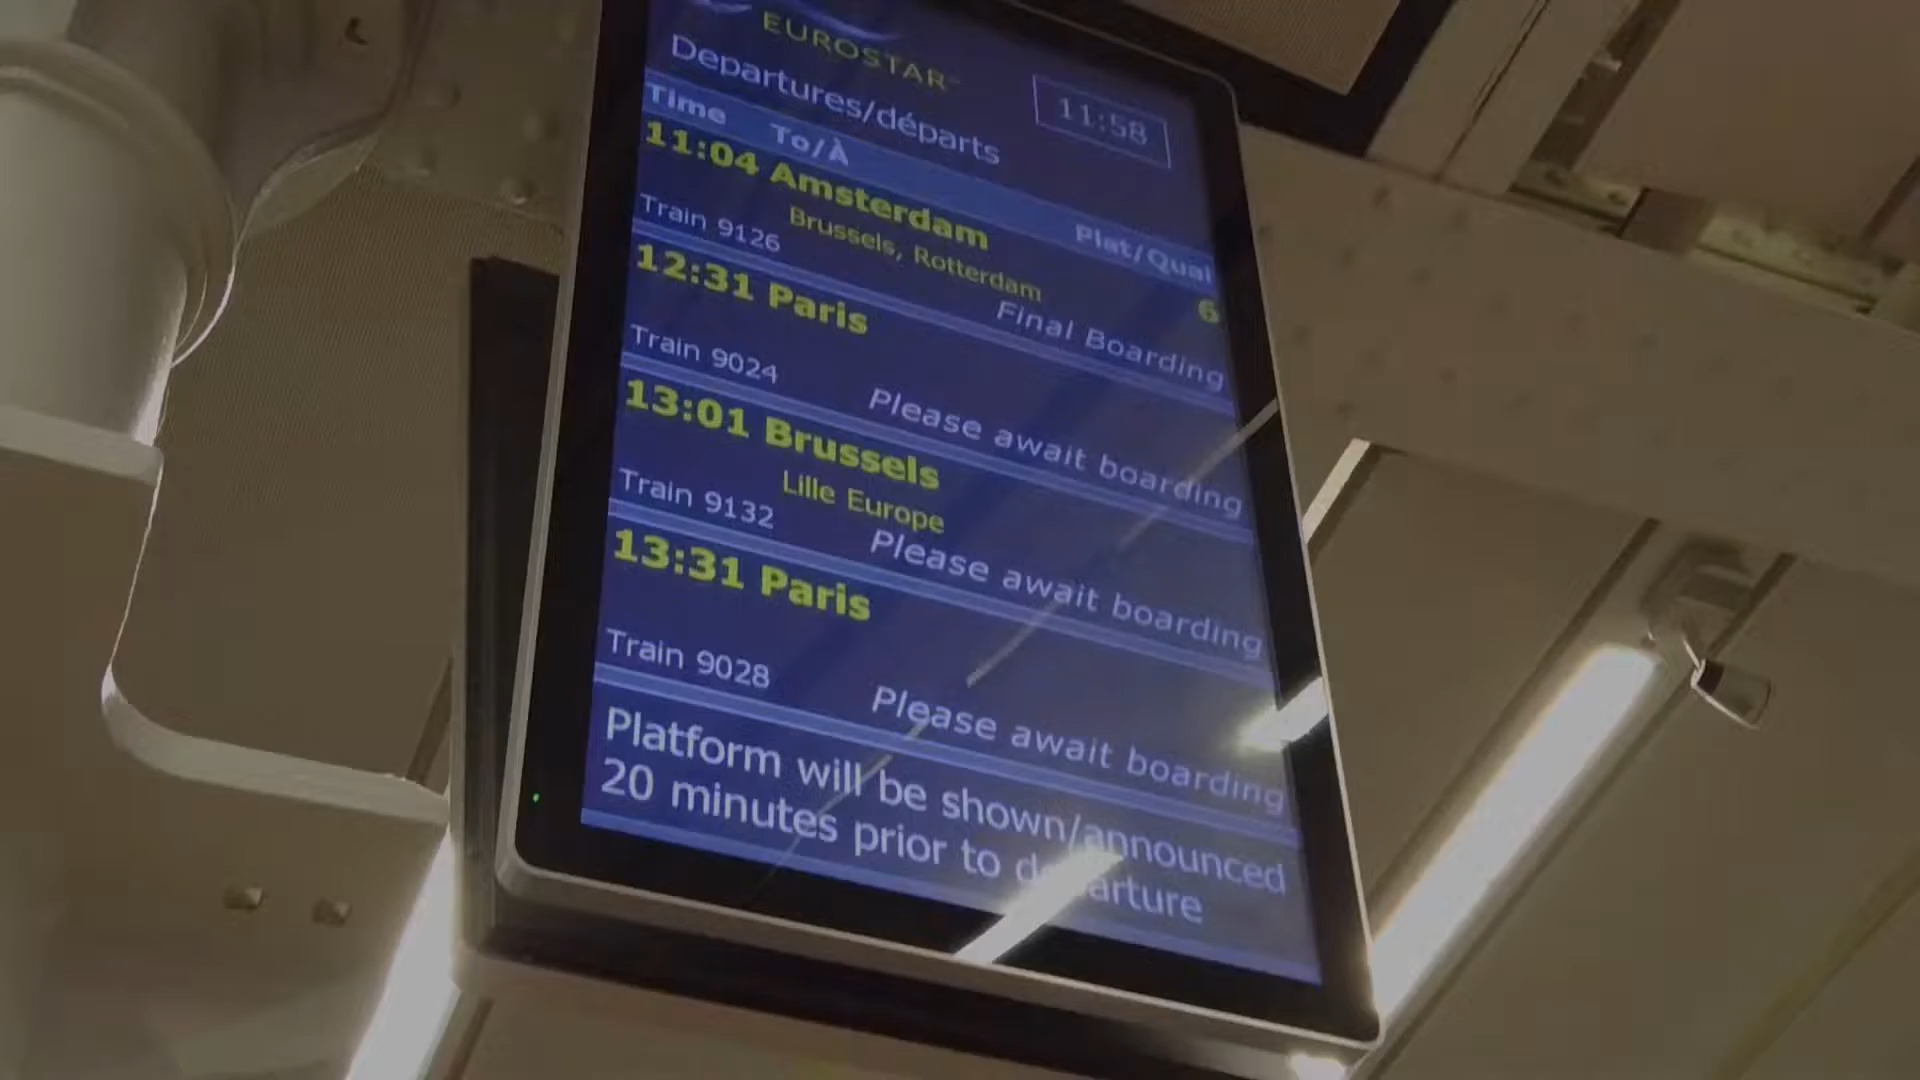 EUROSTAR
Departures/départs
11:58
Time To/À Plat/Quai
11:04 Amsterdam 6
Brussels, Rotterdam
Train 9126 Final Boarding
12:31 Paris
Train 9024 Please await boarding
13:01 Brussels
Lille Europe
Train 9132 Please await boarding
13:31 Paris
Train 9028 Please await boarding
Platform will be shown/announced
20 minutes prior to departure